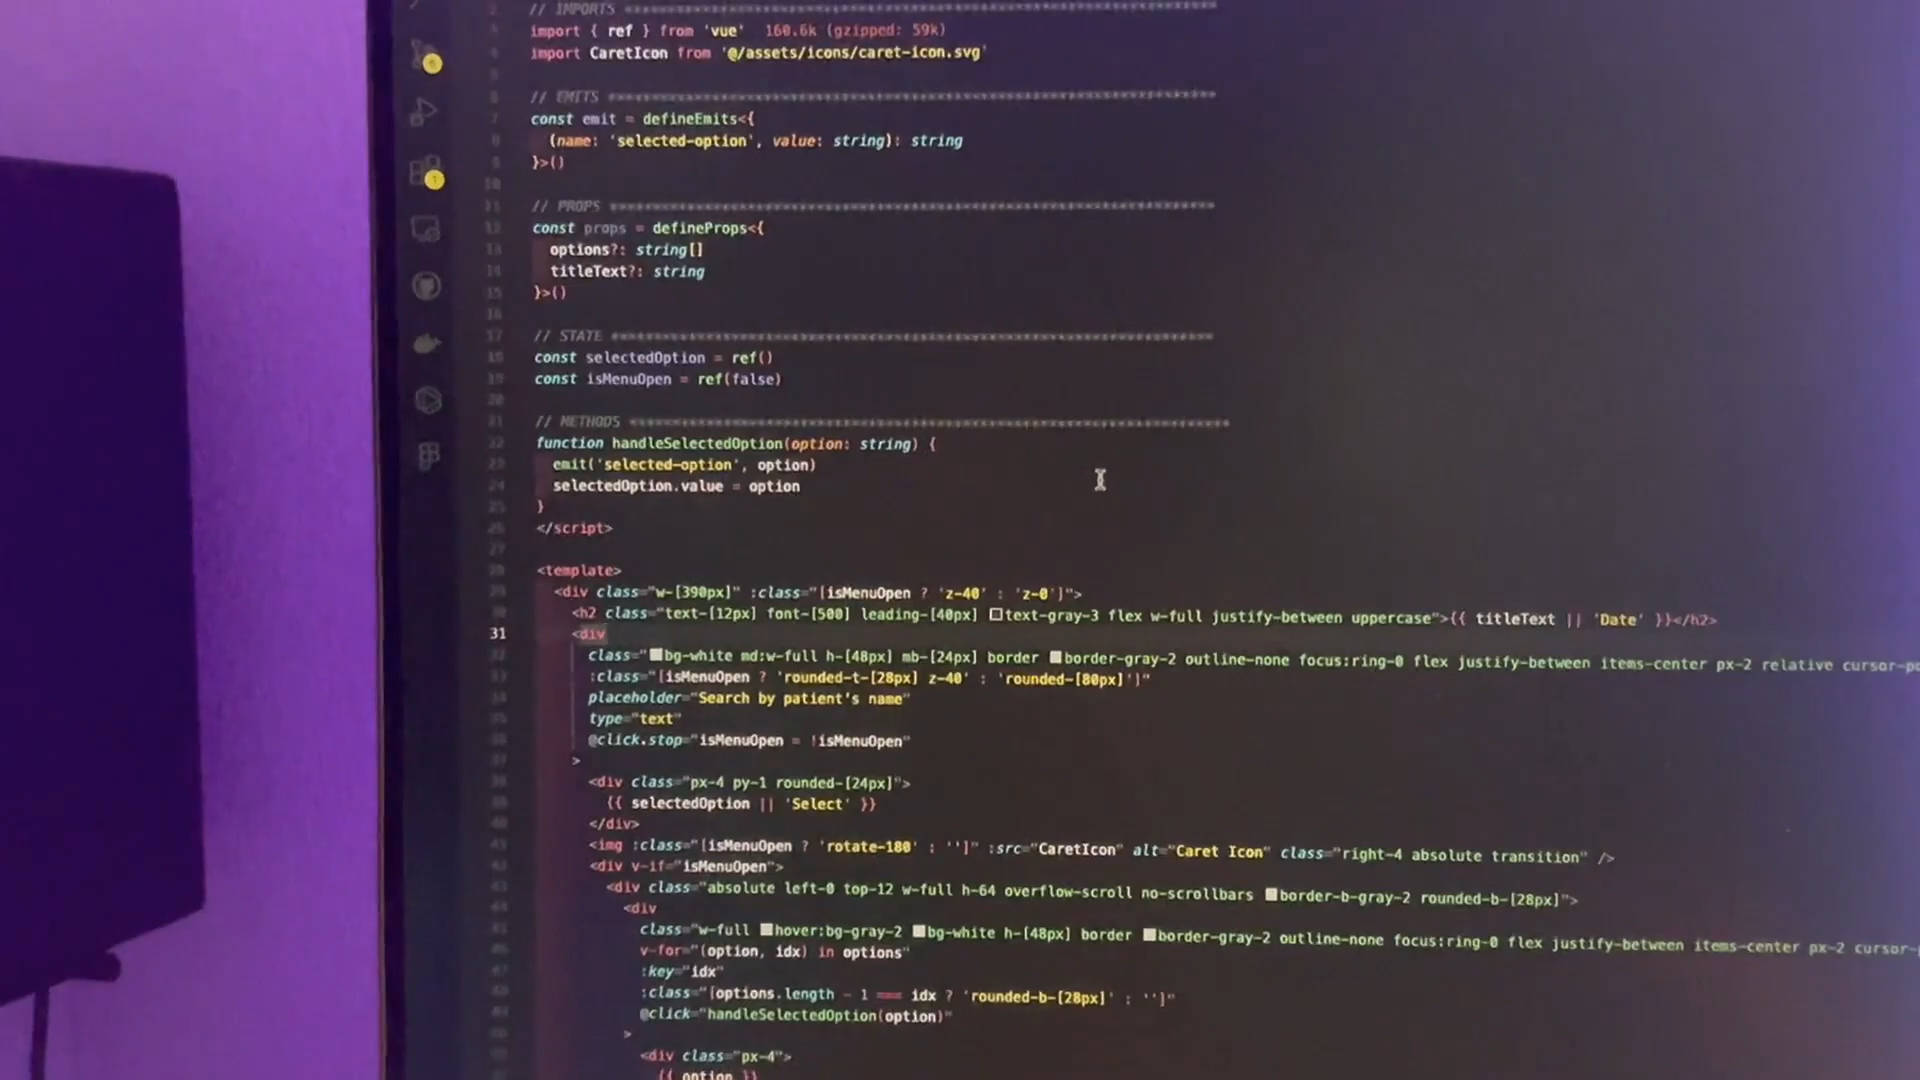 // IMPORTS
import { ref } from 'vue' 160.6k (gzipped: 59k)
import CaretIcon from '@/assets/icons/caret-icon.svg'
// EMITS
const emit = defineEmits<{
(name: 'selected-option', value: string): string
}>()
// PROPS
const props = defineProps<{
options?: string[]
titleText?: string
}>()
// STATE
const selectedOption = ref()
const isMenuOpen = ref(false)
// METHODS
function handleSelectedOption(option: string) {
emit('selected-option', option)
selectedOption.value = option
}
</script>
<template>
<div class="w-[390px]" :class="[isMenuOpen ? 'z-40' : 'z-0']">
<h2 class="text-[12px] font-[500] leading-[40px] text-gray-3 flex w-full justify-between uppercase">{{ titleText || 'Date' }}</h2>
31 <div
class="bg-white md:w-full h-[48px] mb-[24px] border border-gray-2 outline-none focus:ring-0 flex justify-between items-center px-2 relative cursor-po
:class="[isMenuOpen ? 'rounded-t-[28px] z-40' : 'rounded-[80px]']"
placeholder="Search by patient's name"
type="text"
@click.stop="isMenuOpen = !isMenuOpen"
>
<div class="px-4 py-1 rounded-[24px]">
{{ selectedOption || 'Select' }}
</div>
<img :class="[isMenuOpen ? 'rotate-180' : '']" :src="CaretIcon" alt="Caret Icon" class="right-4 absolute transition" />
<div v-if="isMenuOpen">
<div class="absolute left-0 top-12 w-full h-64 overflow-scroll no-scrollbars border-b-gray-2 rounded-b-[28px]">
<div
class="w-full hover:bg-gray-2 bg-white h-[48px] border border-gray-2 outline-none focus:ring-0 flex justify-between items-center px-2 cursor-
v-for="(option, idx) in options"
:key="idx"
:class="[options.length - 1 === idx ? 'rounded-b-[28px]' : '']"
@click="handleSelectedOption(option)"
>
<div class="px-4">
{{ option }}